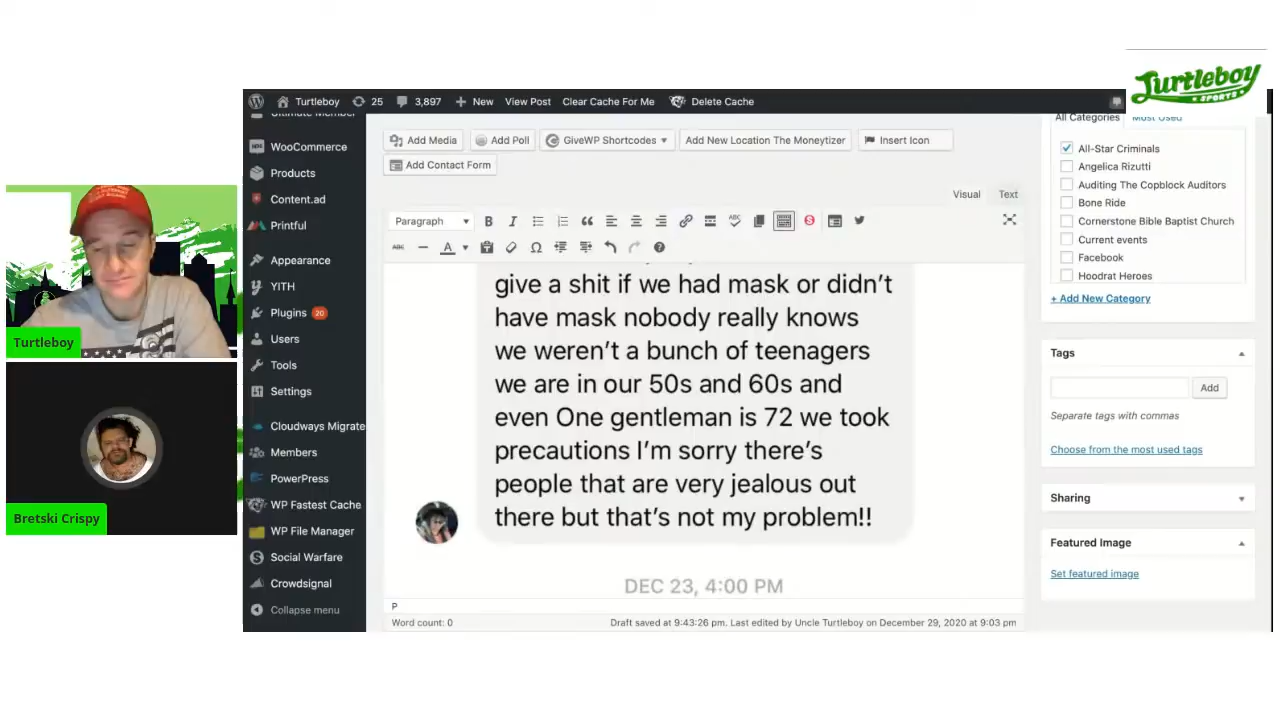 Turtleboy
SPORTS
Turtleboy
25
3,897
New
View Post
Clear Cache For Me
Delete Cache
Ultimate Member
WooCommerce
Products
Content.ad
Printful
Appearance
YITH
Plugins 20
Users
Tools
Settings
Cloudways Migrate
Members
PowerPress
WP Fastest Cache
WP File Manager
Social Warfare
Crowdsignal
Collapse menu
Turtleboy
Bretski Crispy
Add Media
Add Poll
GiveWP Shortcodes
Add New Location The Moneytizer
Insert Icon
Add Contact Form
Visual
Text
Paragraph
B
I
ABC
A
give a shit if we had mask or didn't
have mask nobody really knows
we weren't a bunch of teenagers
we are in our 50s and 60s and
even One gentleman is 72 we took
precautions I'm sorry there's
people that are very jealous out
there but that's not my problem!!
DEC 23, 4:00 PM
P
Word count: 0
Draft saved at 9:43:26 pm. Last edited by Uncle Turtleboy on December 29, 2020 at 9:03 pm
All Categories
Most Used
All-Star Criminals
Angelica Rizutti
Auditing The Copblock Auditors
Bone Ride
Cornerstone Bible Baptist Church
Current events
Facebook
Hoodrat Heroes
+ Add New Category
Tags
Add
Separate tags with commas
Choose from the most used tags
Sharing
Featured Image
Set featured image